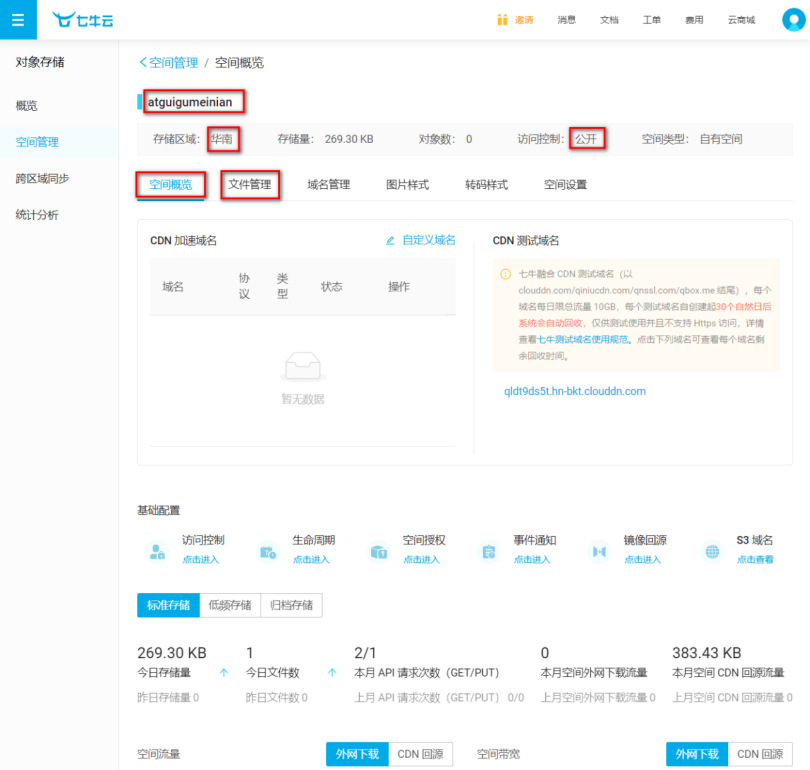 七牛云
邀请 消息 文档 工单 费用 云商城
对象存储
概览
空间管理
跨区域同步
统计分析
空间管理 / 空间概览
atguigumeinian
存储区域： 华南 存储量： 269.30 KB 对象数： 0 访问控制： 公开 空间类型： 自有空间
空间概览 文件管理 域名管理 图片样式 转码样式 空间设置
CDN 加速域名 自定义域名
域名 协议 类型 状态 操作
暂无数据
CDN 测试域名
七牛融合 CDN 测试域名（以
clouddn.com/qiniucdn.com/qnssl.com/qbox.me 结尾），每个
域名每日限总流量 10GB，每个测试域名自创建起30个自然日后
系统会自动回收，仅供测试使用并且不支持 Https 访问，详情
查看七牛测试域名使用规范。点击下列域名可查看每个域名剩
余回收时间。
qldt9ds5t.hn-bkt.clouddn.com
基础配置
访问控制 生命周期 空间授权 事件通知 镜像回源 S3 域名
点击进入 点击进入 点击进入 点击进入 点击进入 点击查看
标准存储 低频存储 归档存储
269.30 KB 1 2/1 0 383.43 KB
今日存储量 今日文件数 本月 API 请求次数（GET/PUT） 本月空间外网下载流量 本月空间 CDN 回源流量
昨日存储量 0 昨日文件数 0 上月 API 请求次数（GET/PUT） 0/0 上月空间外网下载流量 0 上月空间 CDN 回源流量 0
空间流量 外网下载 CDN 回源 空间带宽 外网下载 CDN 回源